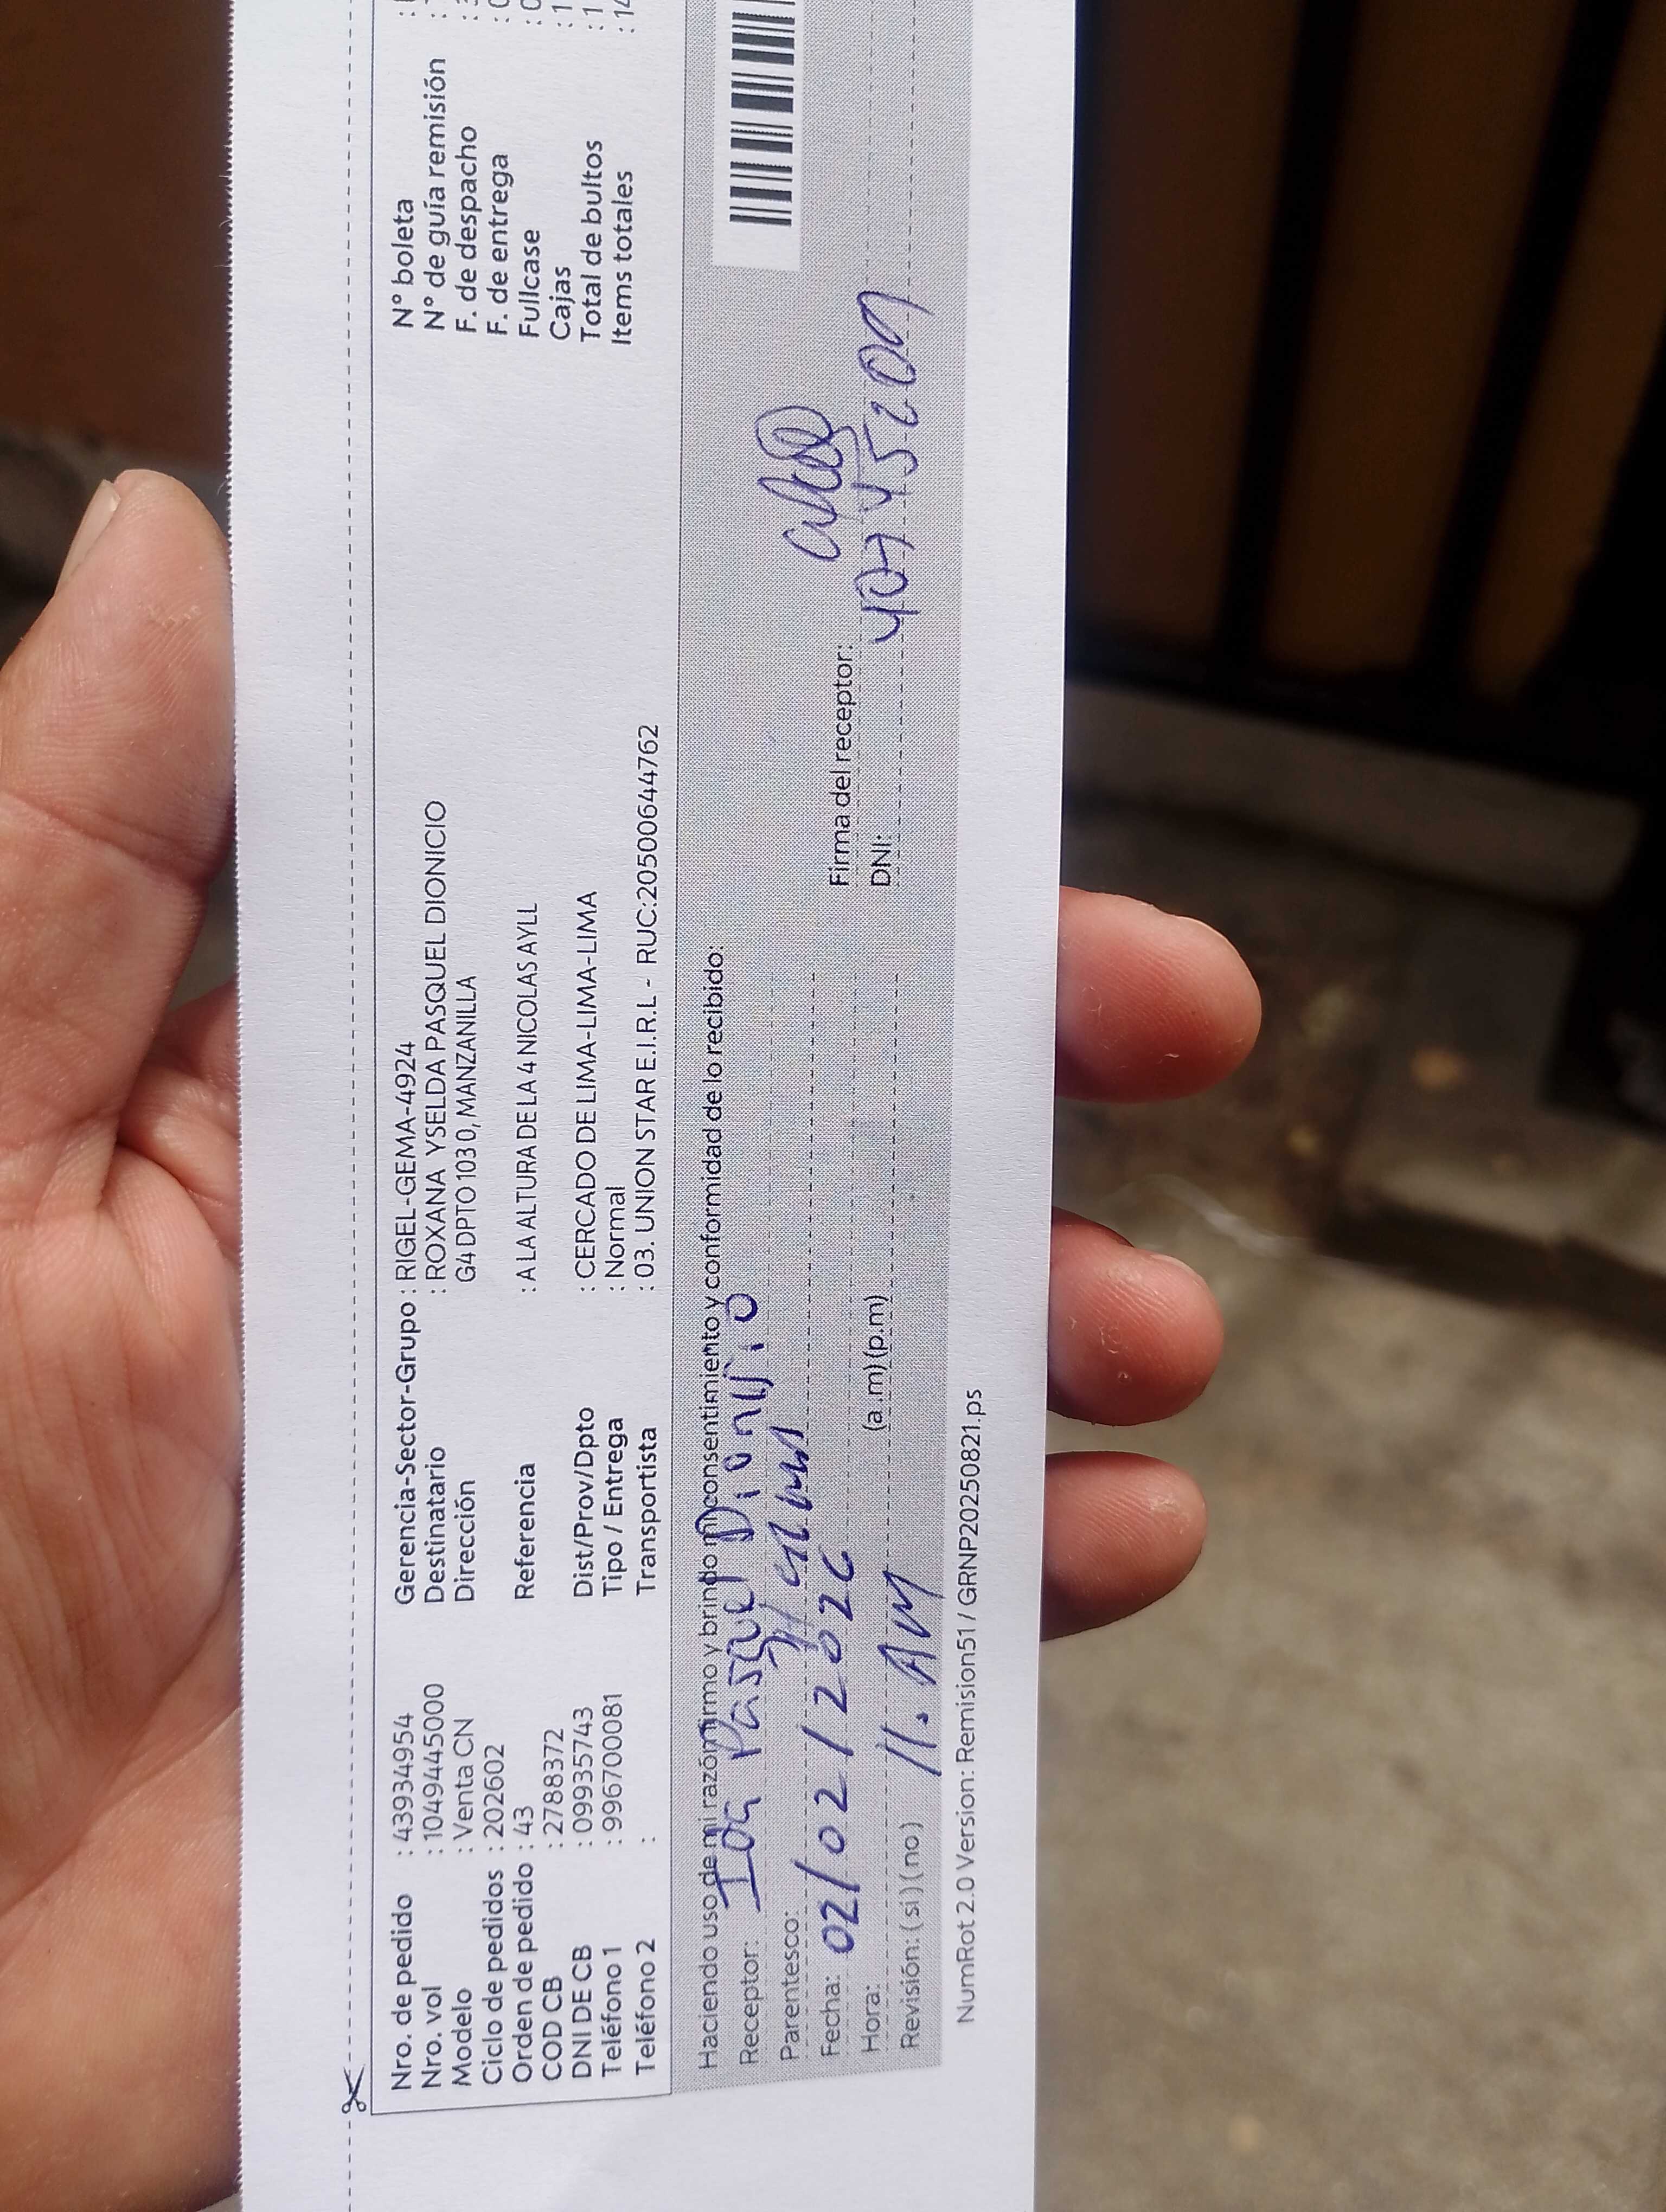 Nro. de pedido : 43934954 Gerencia-Sector-Grupo : RIGEL-GEMA-4924 N° boleta :
Nro. vol : 1049445000 Destinatario : ROXANA YSELDA PASQUEL DIONICIO N° de guía remisión :
Modelo : Venta CN Dirección G4 DPTO 103 0, MANZANILLA F. de despacho :
Ciclo de pedidos : 202602 F. de entrega :
Orden de pedido : 43 Referencia : A LA ALTURA DE LA 4 NICOLAS AYLL Fullcase :
COD CB : 2788372 Cajas : 1
DNI DE CB : 09935743 Dist/Prov/Dpto : CERCADO DE LIMA-LIMA-LIMA Total de bultos : 1
Teléfono 1 : 996700081 Tipo / Entrega : Normal Items totales : 14
Teléfono 2 : Transportista : 03. UNION STAR E.I.R.L - RUC:20500644762
Haciendo uso de mi razón firmo y brindo mi consentimiento y conformidad de lo recibido:
Receptor: Ida Pasquel Dionicio
Parentesco:
Fecha: 02/02/2026 Firma del receptor:
Hora: (a.m)(p.m) DNI:
Revisión: (si)(no) 11. AM
NumRot 2.0 Version: Remision51 / GRNP20250821.ps